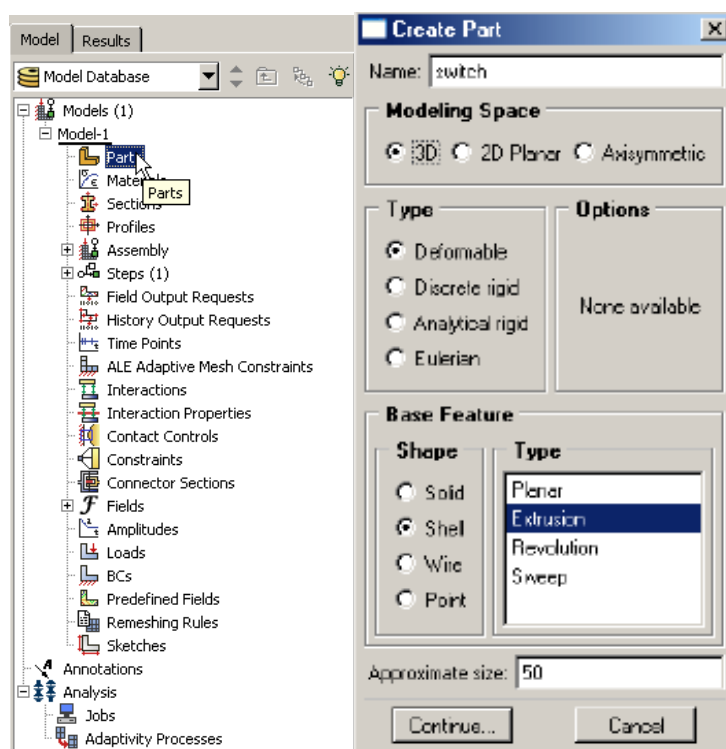 Model
Results
Model Database
Models (1)
Model-1
Parts
Materials
Parts
Sections
Profiles
Assembly
Steps (1)
Field Output Requests
History Output Requests
Time Points
ALE Adaptive Mesh Constraints
Interactions
Interaction Properties
Contact Controls
Constraints
Connector Sections
Fields
Amplitudes
Loads
BCs
Predefined Fields
Remeshing Rules
Sketches
Annotations
Analysis
Jobs
Adaptivity Processes
Create Part
Name: switch
Modeling Space
3D 2D Planar Axisymmetric
Type
Deformable
Discrete rigid
Analytical rigid
Eulerian
Options
None available
Base Feature
Shape
Solid
Shell
Wire
Point
Type
Planar
Extrusion
Revolution
Sweep
Approximate size: 50
Continue... Cancel